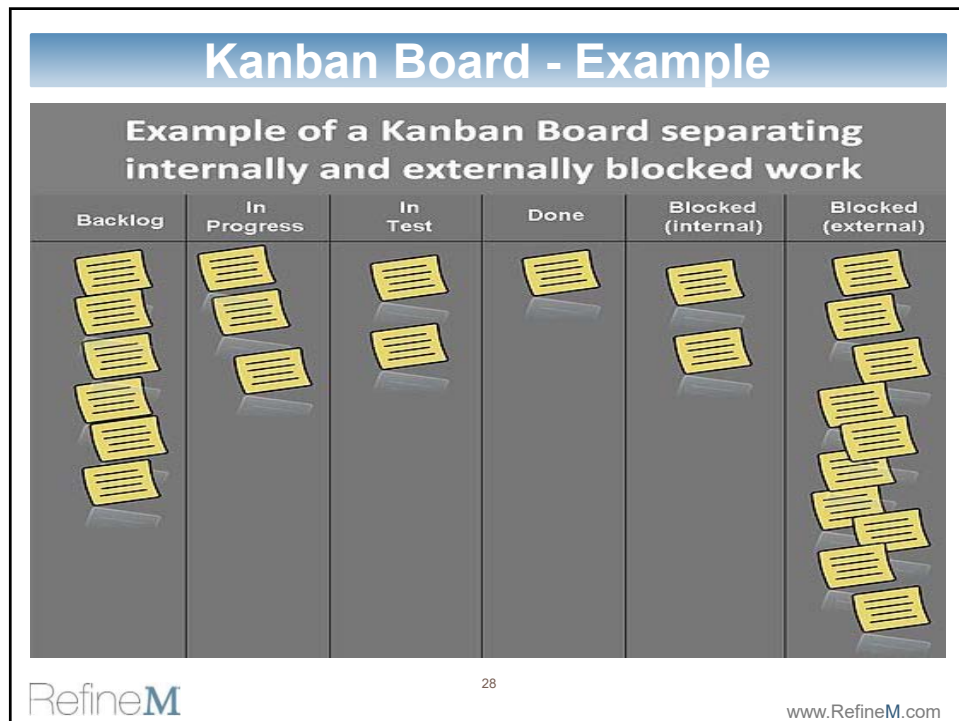 Kanban Board - Example
Example of a Kanban Board separating
internally and externally blocked work
Backlog
In
Progress
In
Test
Done
Blocked
(internal)
Blocked
(external)
RefineM
28
www.RefineM.com